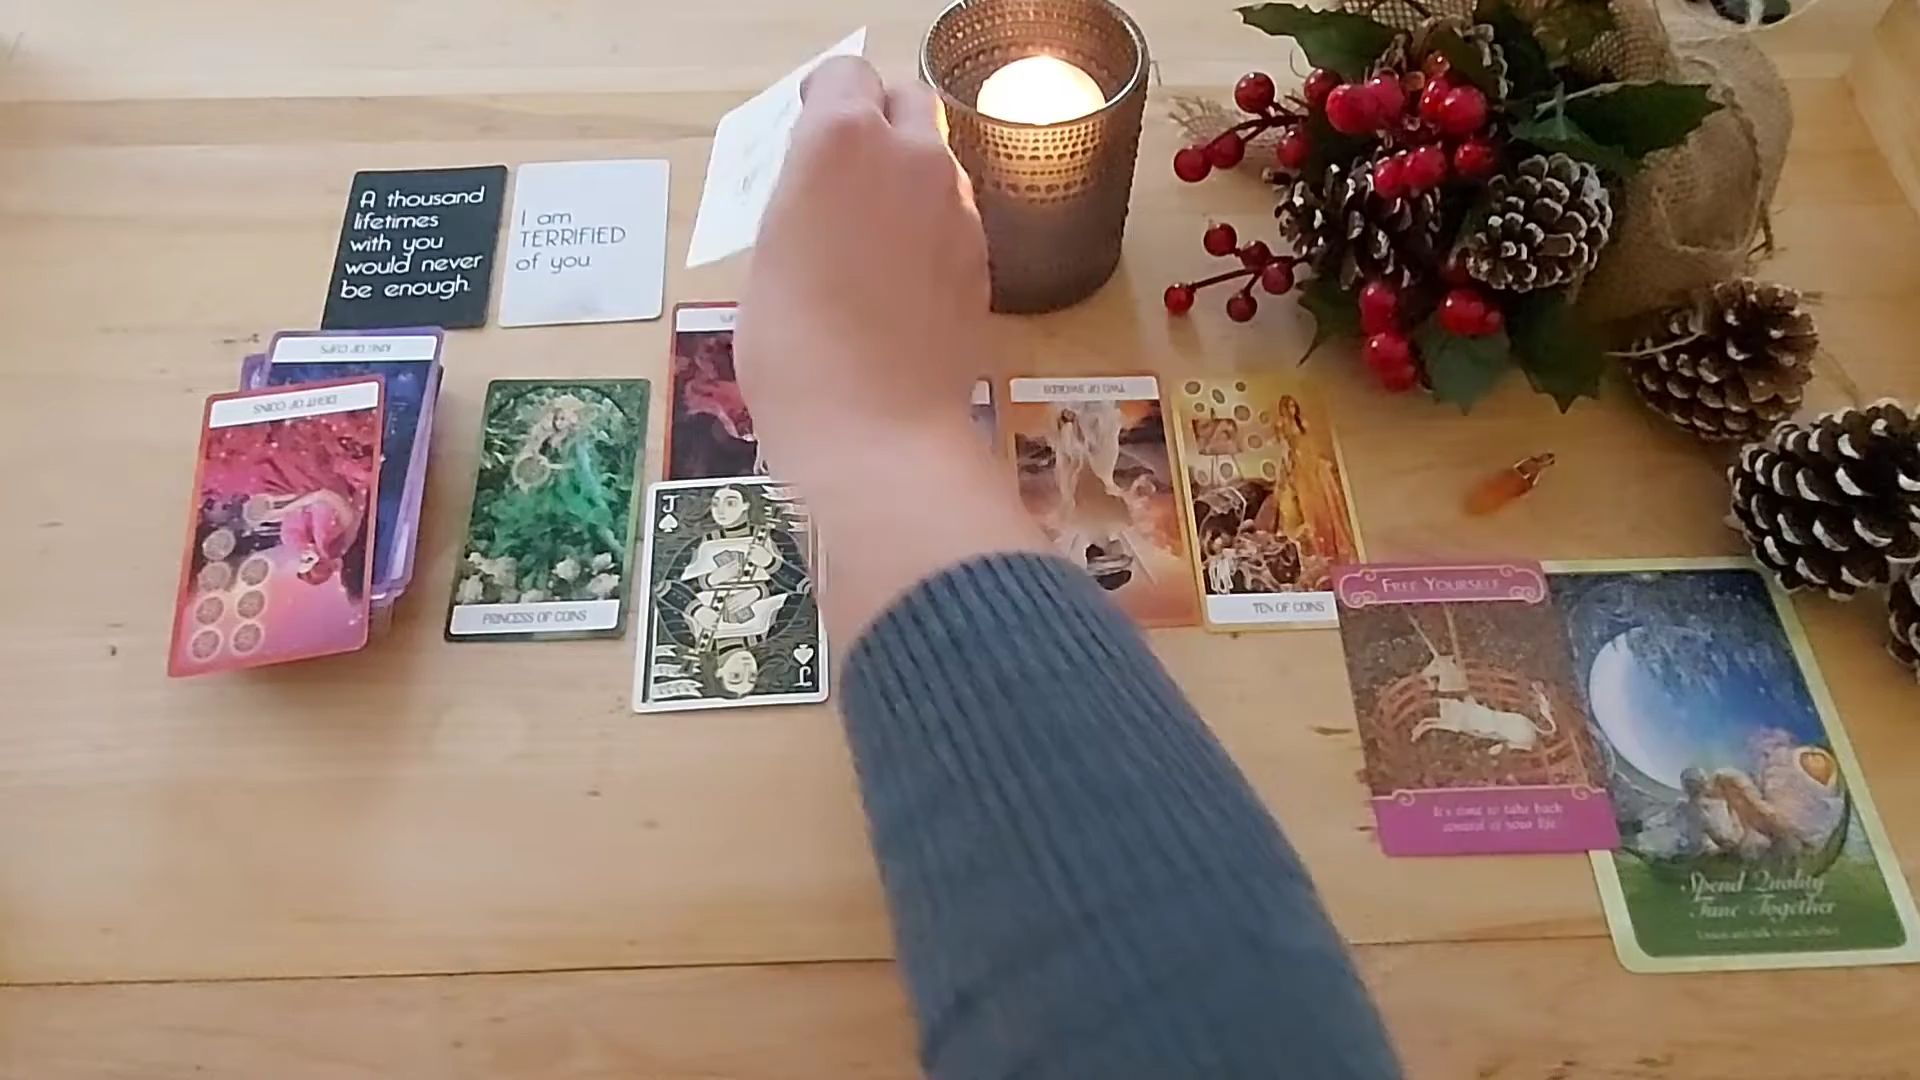 A thousand
lifetimes
with you
would never
be enough.
I am
TERRIFIED
of you.
KING OF CUPS
EIGHT OF COINS
PRINCESS OF COINS
J
J
TWO OF SWORDS
TEN OF COINS
FREE YOURSELF
It's time to take back
control of your life.
Spend Quality
Time Together